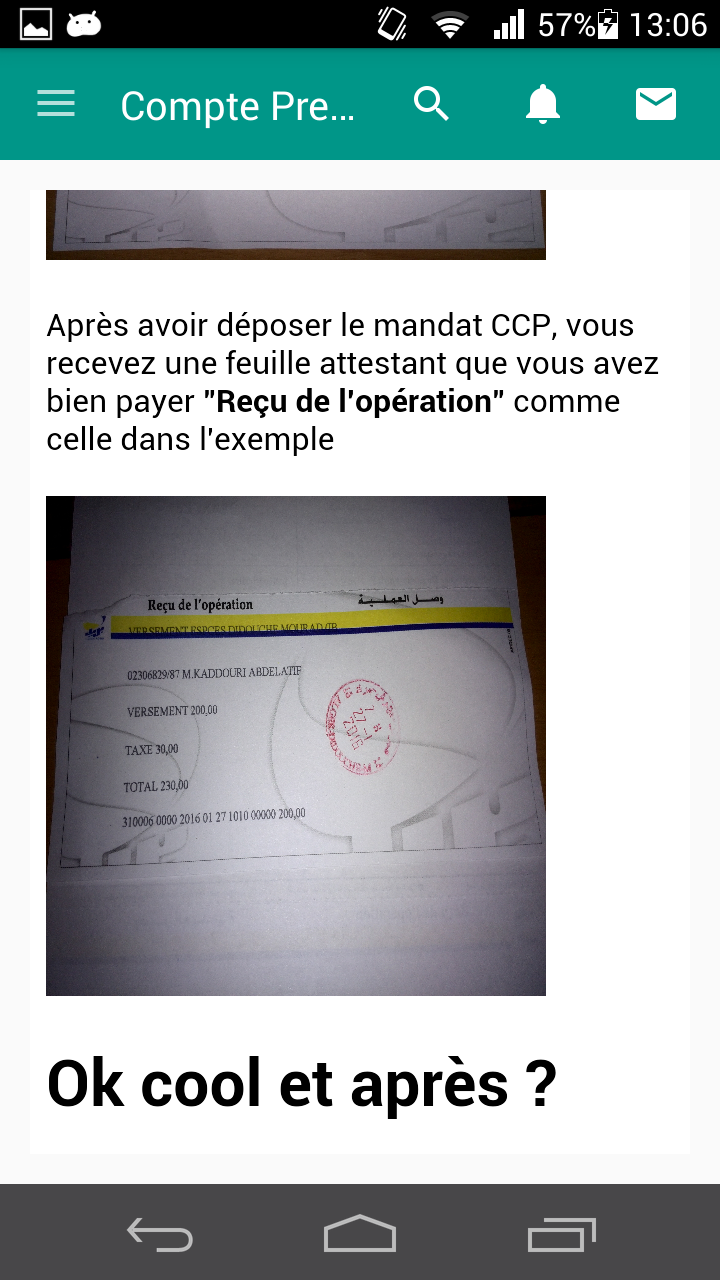 57% 13:06
Compte Pre...
Après avoir déposer le mandat CCP, vous
recevez une feuille attestant que vous avez
bien payer "Reçu de l'opération" comme
celle dans l'exemple
Reçu de l'opération وصل العملية
VERSEMENT ESPCES DIDOUCHE MOURAD/JB
02306829/87 M.KADDOURI ABDELATIF
VERSEMENT 200,00
TAXE 30,00
TOTAL 230,00
310006 0000 2016 01 27 1010 00000 200,00
Ok cool et après ?